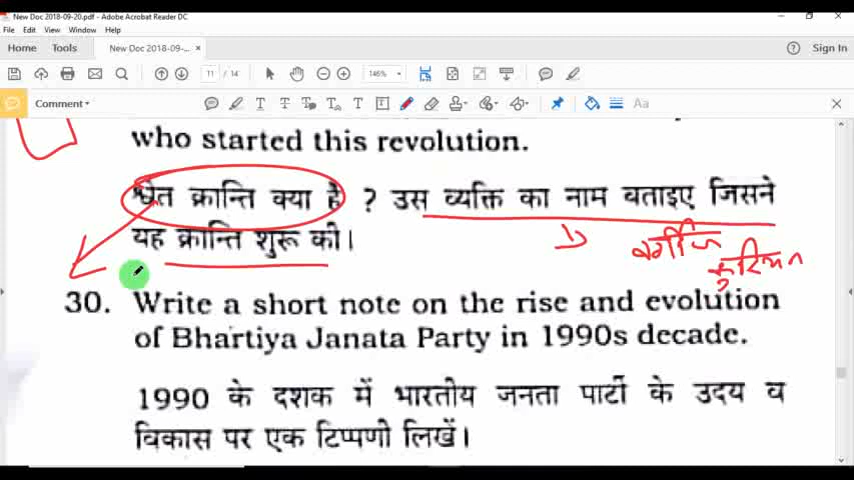 New Doc 2018-09-20.pdf - Adobe Acrobat Reader DC
File Edit View Window Help
Home Tools New Doc 2018-09-... × Sign In
11 / 14 146%
Comment
who started this revolution.
श्वेत क्रान्ति क्या है ? उस व्यक्ति का नाम बताइए जिसने
यह क्रान्ति शुरू की।
वर्गीज
कुरियन
30. Write a short note on the rise and evolution
of Bhartiya Janata Party in 1990s decade.
1990 के दशक में भारतीय जनता पार्टी के उदय व
विकास पर एक टिप्पणी लिखें।